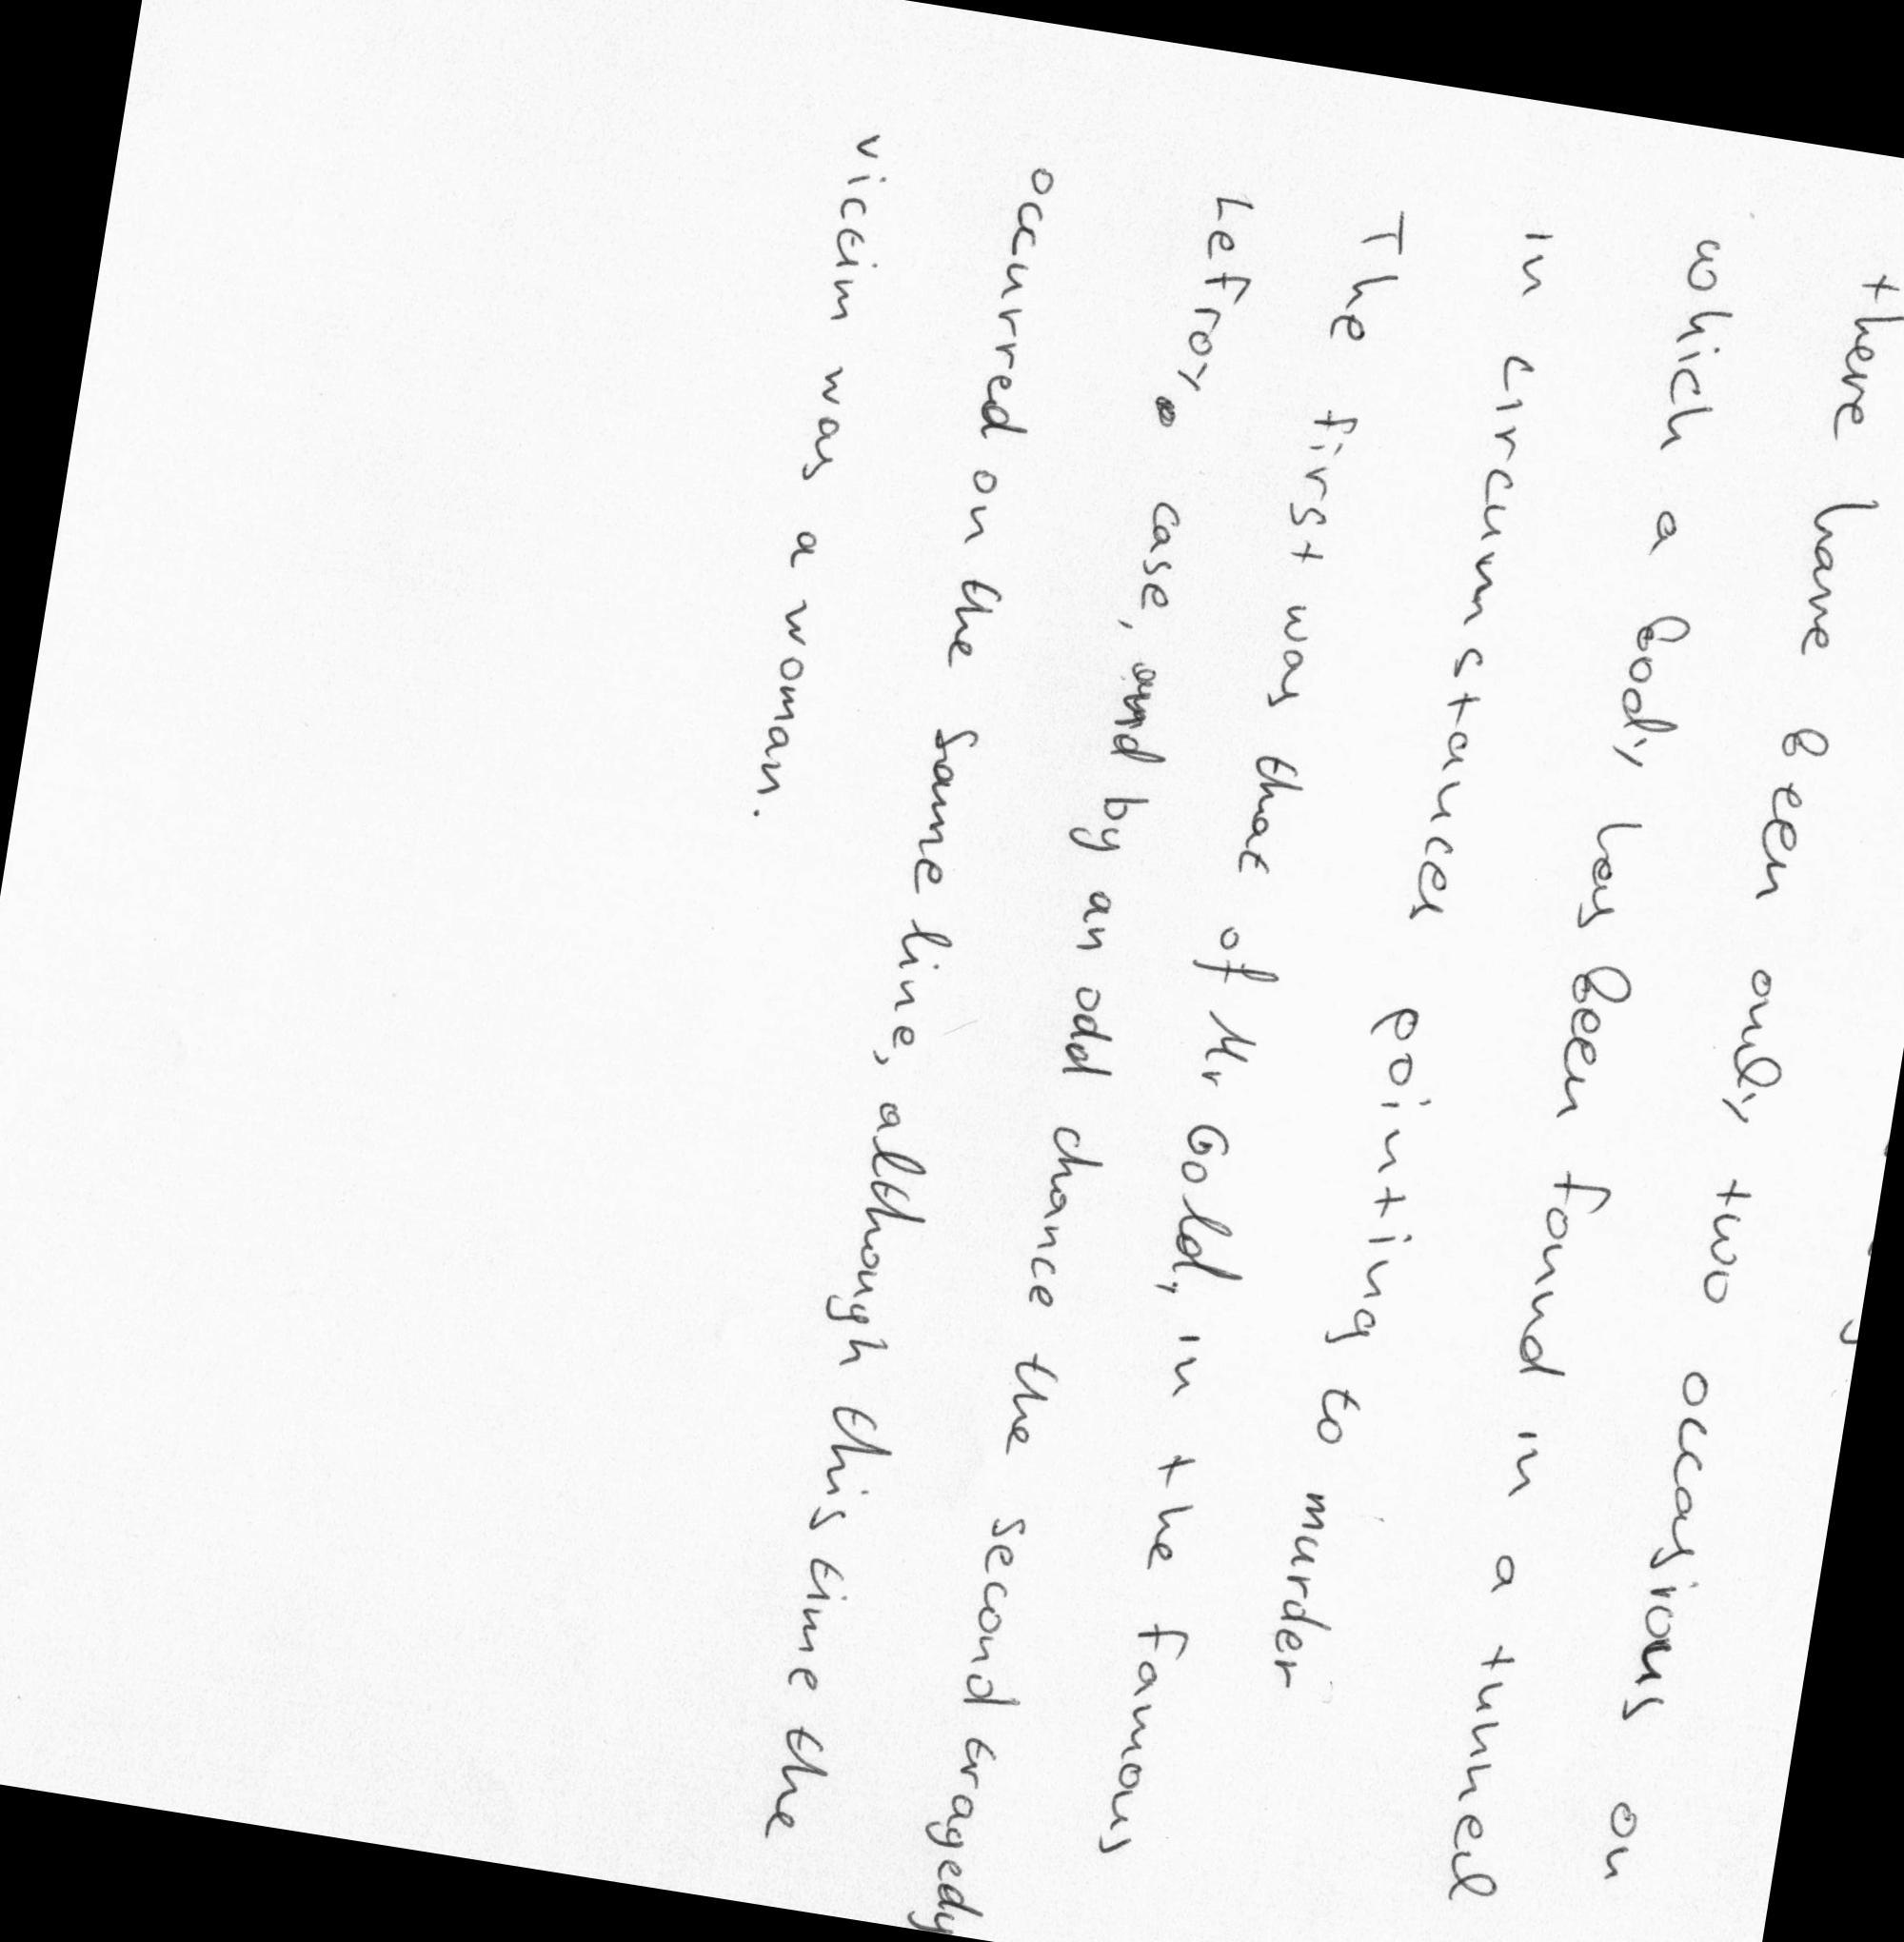 there have been only two occasions on
which a body has been found in a tunnel
in circumstances pointing to murder
The first was that of Mr Gold, in the famous
Lefroy case, and by an odd chance the second tragedy
occurred on the same line, although this time the
victim was a woman.